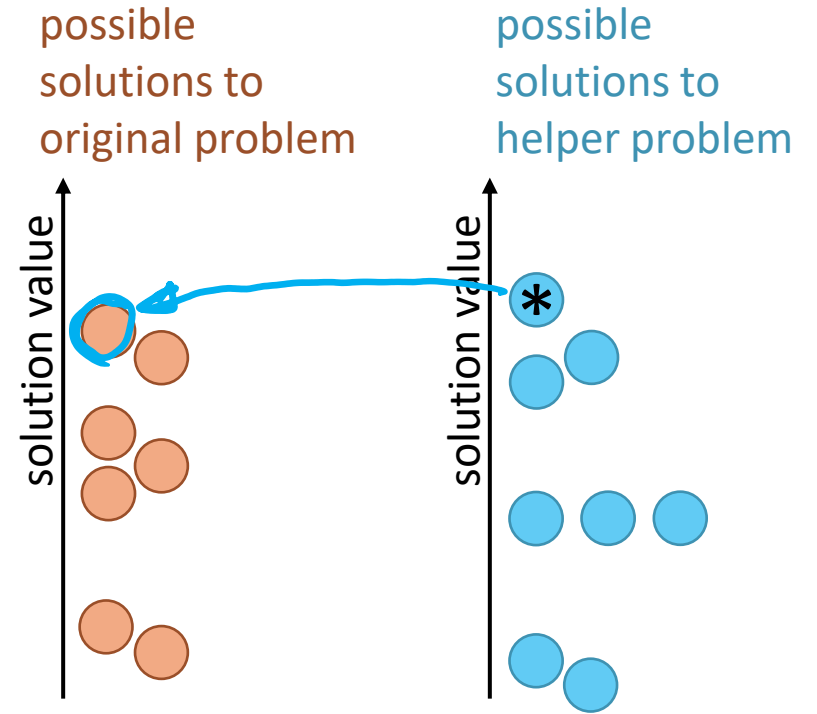 possible
solutions to
original problem
possible
solutions to
helper problem
solution value
solution value
*